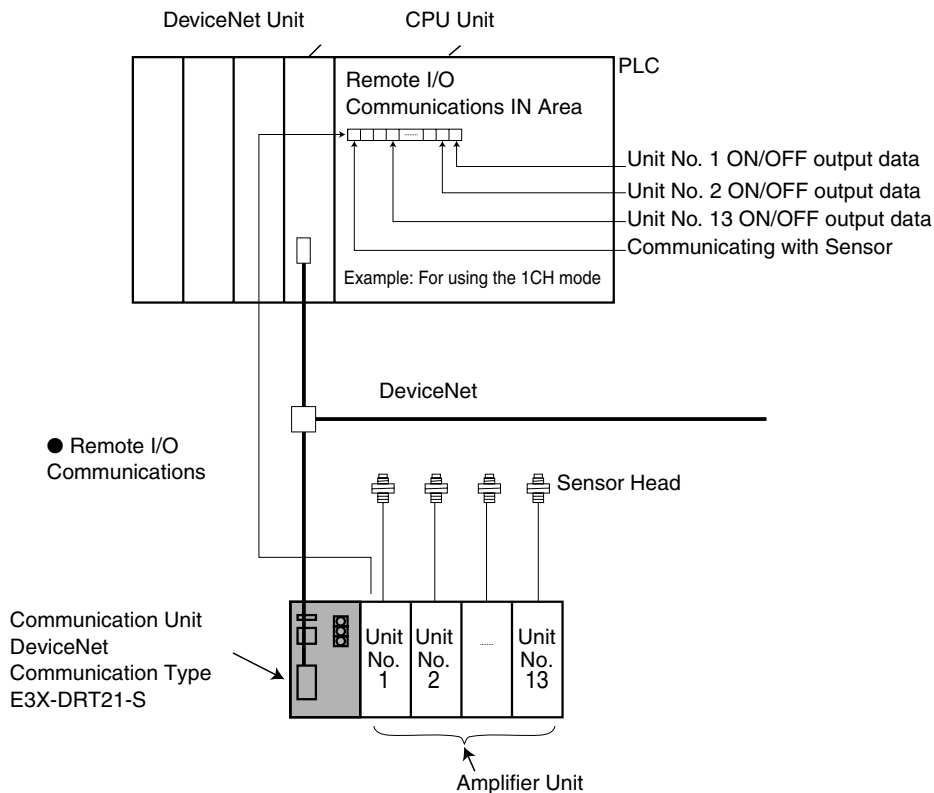 DeviceNet Unit
CPU Unit
PLC
Remote I/O
Communications IN Area
Unit No. 1 ON/OFF output data
Unit No. 2 ON/OFF output data
Unit No. 13 ON/OFF output data
Communicating with Sensor
Example: For using the 1CH mode
DeviceNet
● Remote I/O
Communications
Sensor Head
Communication Unit
DeviceNet
Communication Type
E3X-DRT21-S
Unit
No.
1
Unit
No.
2
......
Unit
No.
13
Amplifier Unit